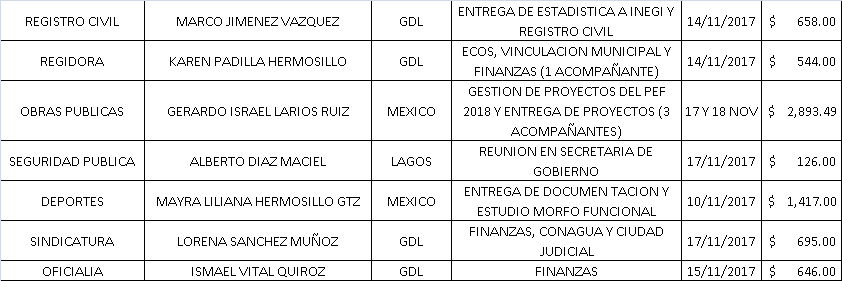 REGISTRO CIVIL MARCO JIMENEZ VAZQUEZ GDL ENTREGA DE ESTADISTICA A INEGI Y REGISTRO CIVIL 14/11/2017 $ 658.00
REGIDORA KAREN PADILLA HERMOSILLO GDL ECOS, VINCULACION MUNICIPAL Y FINANZAS (1 ACOMPAÑANTE) 14/11/2017 $ 544.00
OBRAS PUBLICAS GERARDO ISRAEL LARIOS RUIZ MEXICO GESTION DE PROYECTOS DEL PEF 2018 Y ENTREGA DE PROYECTOS (3 ACOMPAÑANTES) 17 Y 18 NOV $ 2,893.49
SEGURIDAD PUBLICA ALBERTO DIAZ MACIEL LAGOS REUNION EN SECRETARIA DE GOBIERNO 17/11/2017 $ 126.00
DEPORTES MAYRA LILIANA HERMOSILLO GTZ MEXICO ENTREGA DE DOCUMEN TACION Y ESTUDIO MORFO FUNCIONAL 10/11/2017 $ 1,417.00
SINDICATURA LORENA SANCHEZ MUÑOZ GDL FINANZAS, CONAGUA Y CIUDAD JUDICIAL 17/11/2017 $ 695.00
OFICIALIA ISMAEL VITAL QUIROZ GDL FINANZAS 15/11/2017 $ 646.00